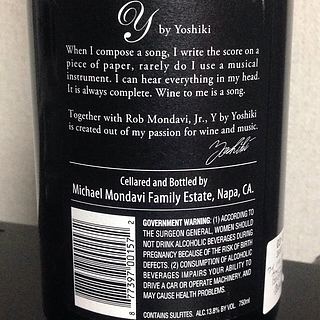 Y by Yoshiki
When I compose a song, I write the score on a
piece of paper, rarely do I use a musical
instrument. I can hear everything in my head.
It is always complete. Wine to me is a song.
Together with Rob Mondavi, Jr., Y by Yoshiki
is created out of my passion for wine and music.
Cellared and Bottled by
Michael Mondavi Family Estate, Napa, CA.
GOVERNMENT WARNING: (1) ACCORDING TO
THE SURGEON GENERAL, WOMEN SHOULD
NOT DRINK ALCOHOLIC BEVERAGES DURING
PREGNANCY BECAUSE OF THE RISK OF BIRTH
DEFECTS. (2) CONSUMPTION OF ALCOHOLIC
BEVERAGES IMPAIRS YOUR ABILITY TO
DRIVE A CAR OR OPERATE MACHINERY, AND
MAY CAUSE HEALTH PROBLEMS.
CONTAINS SULFITES. ALC. 13.8% BY VOL. 750ml
8 77397 00157 2